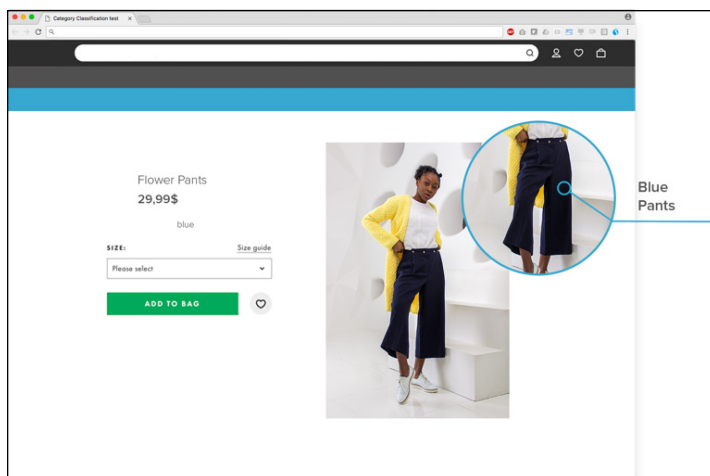 Category Classification test
Flower Pants
29,99$
blue
SIZE:
Size guide
Please select
ADD TO BAG
Blue
Pants